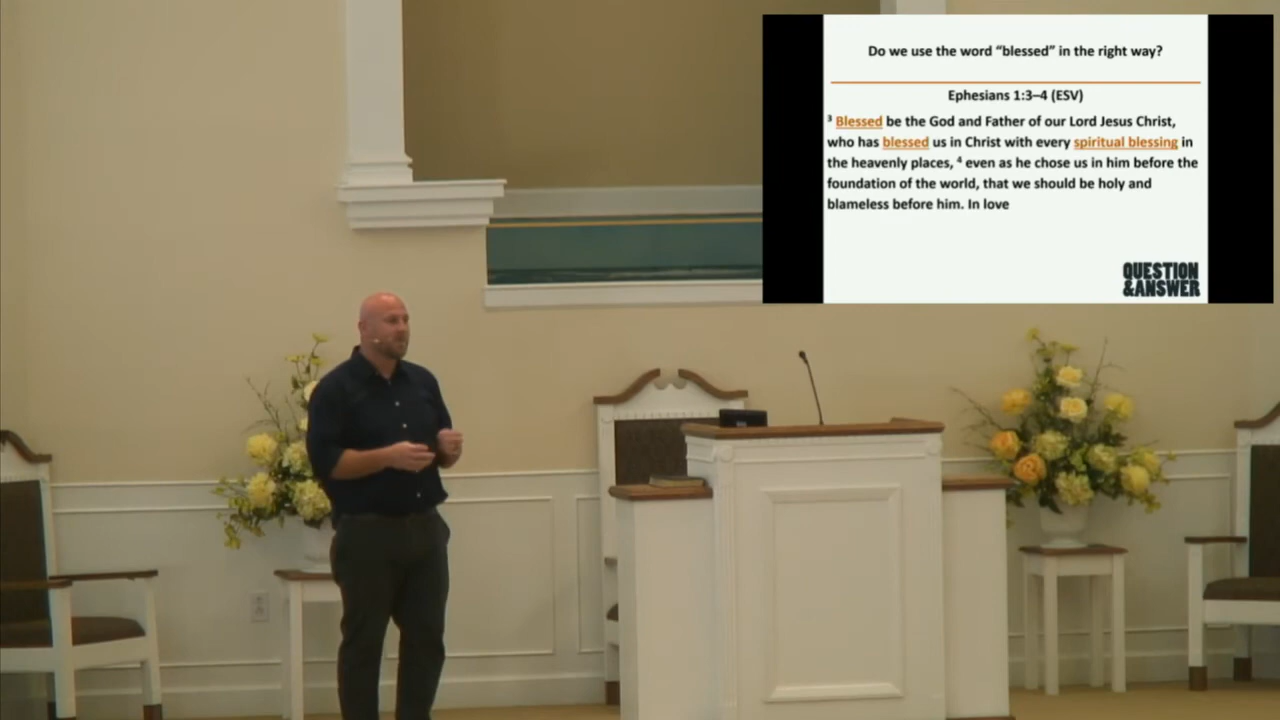 Do we use the word “blessed” in the right way?
Ephesians 1:3–4 (ESV)
³ Blessed be the God and Father of our Lord Jesus Christ,
who has blessed us in Christ with every spiritual blessing in
the heavenly places, ⁴ even as he chose us in him before the
foundation of the world, that we should be holy and
blameless before him. In love
QUESTION
&ANSWER